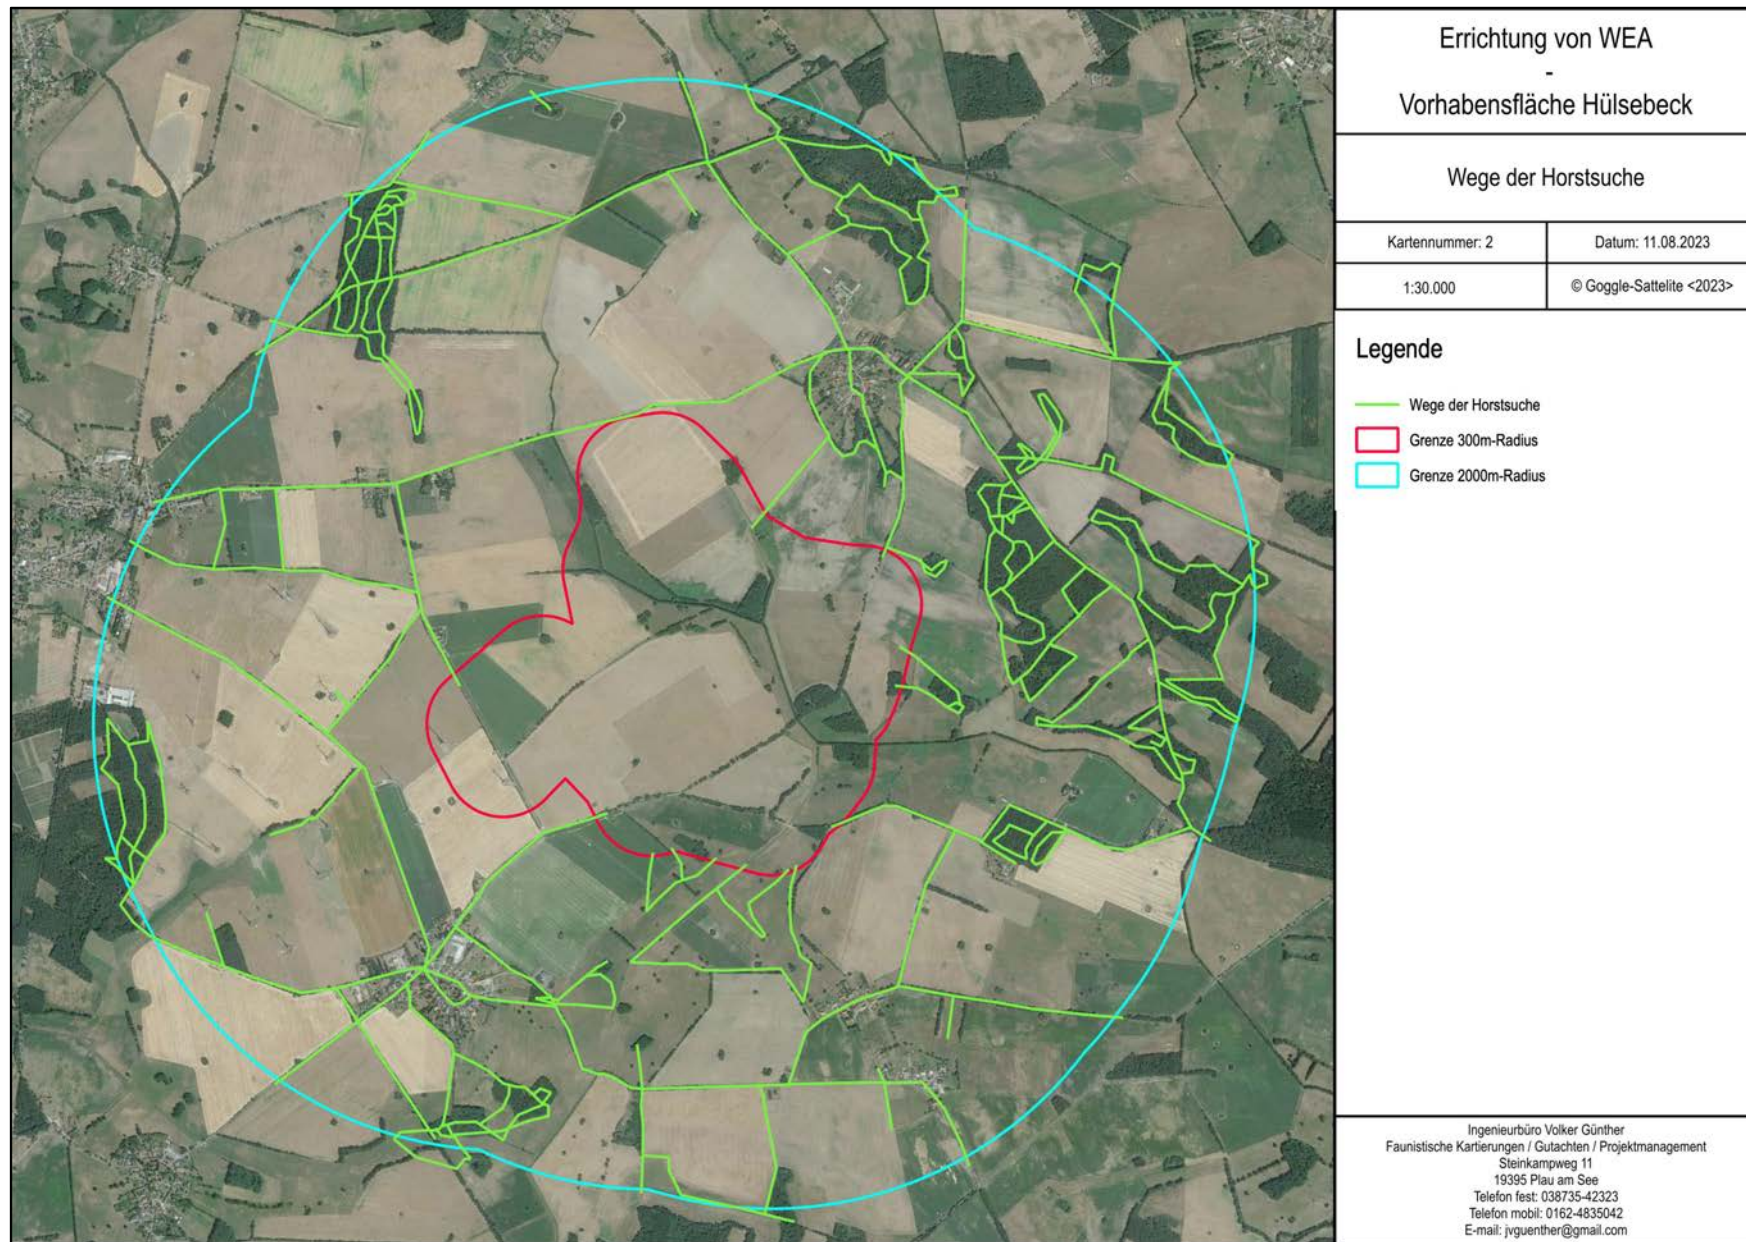 Errichtung von WEA
-
Vorhabensfläche Hülsebeck
Wege der Horstsuche
Kartennummer: 2
Datum: 11.08.2023
1:30.000
© Goggle-Sattelite <2023>
Legende
Wege der Horstsuche
Grenze 300m-Radius
Grenze 2000m-Radius
Ingenieurbüro Volker Günther
Faunistische Kartierungen / Gutachten / Projektmanagement
Steinkampweg 11
19395 Plau am See
Telefon fest: 038735-42323
Telefon mobil: 0162-4835042
E-mail: jvguenther@gmail.com